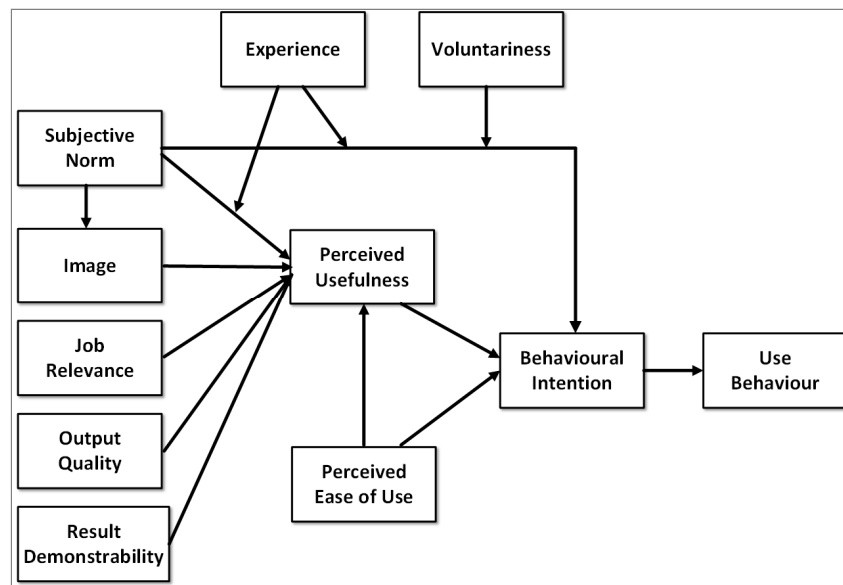 Experience
Voluntariness
Subjective
Norm
Image
Perceived
Usefulness
Job
Relevance
Behavioural
Intention
Use
Behaviour
Output
Quality
Perceived
Ease of Use
Result
Demonstrability